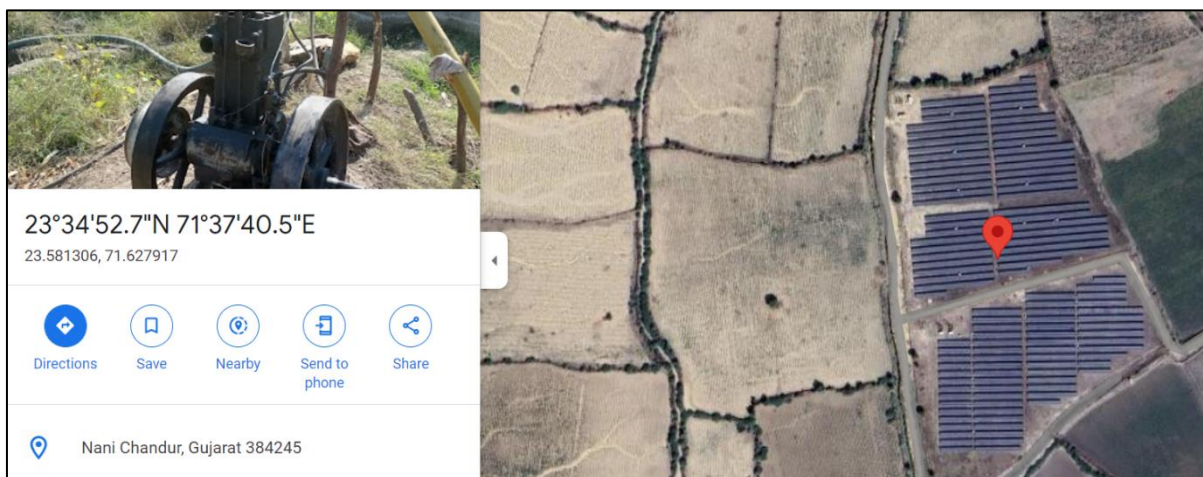 23°34'52.7"N 71°37'40.5"E
23.581306, 71.627917
Directions
Save
Nearby
Send to
phone
Share
Nani Chandur, Gujarat 384245